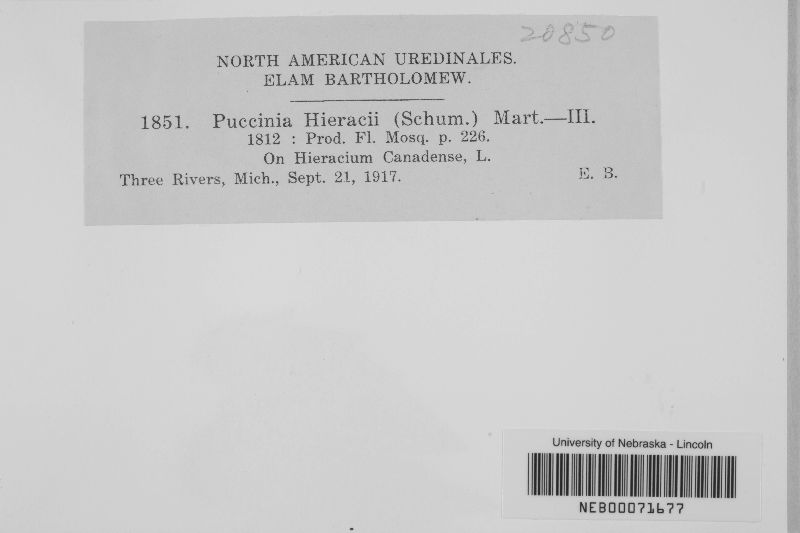 20850
NORTH AMERICAN UREDINALES.
ELAM BARTHOLOMEW.
1851. Puccinia Hieracii (Schum.) Mart.—III.
1812 : Prod. Fl. Mosq. p. 226.
On Hieracium Canadense, L.
Three Rivers, Mich., Sept. 21, 1917. E. B.
University of Nebraska - Lincoln
NEB00071677